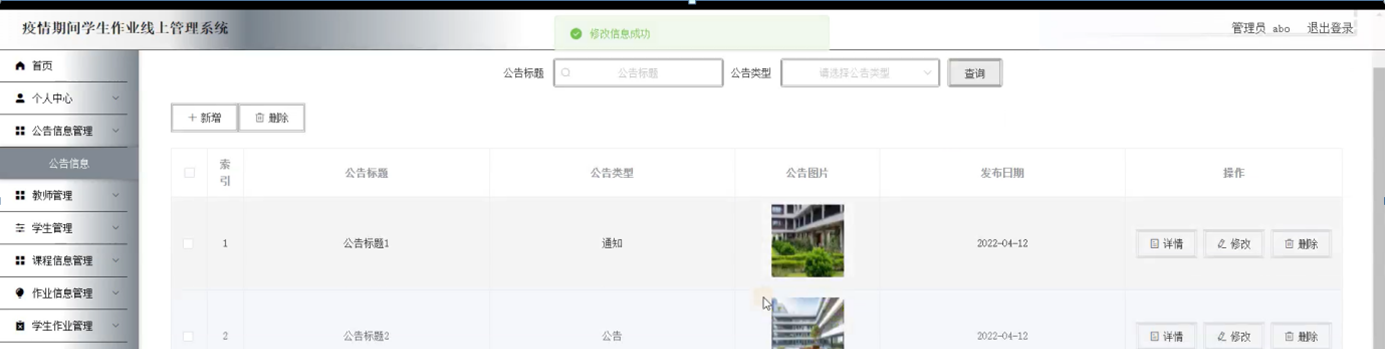 疫情期间学生作业线上管理系统
修改信息成功
管理员 abo 退出登录
首页
个人中心
公告信息管理
公告信息
教师管理
学生管理
课程信息管理
作业信息管理
学生作业管理
公告标题 公告标题 公告类型 请选择公告类型 查询
新增 删除
索引 公告标题 公告类型 公告图片 发布日期 操作
1 公告标题1 通知 2022-04-12 详情 修改 删除
2 公告标题2 公告 2022-04-12 详情 修改 删除